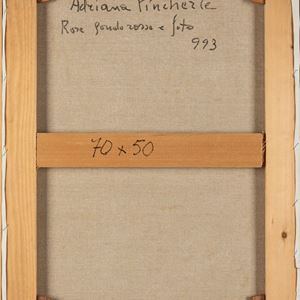 Adriana Pincherle
Rose fondo rosso e foto
993
70 x 50